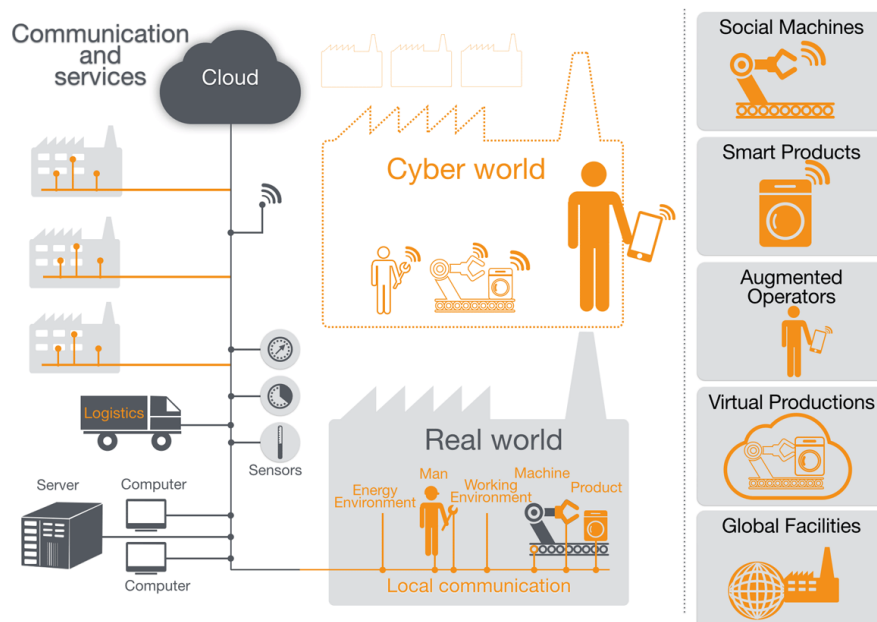 Communication
and
services
Cloud
Cyber world
Logistics
Sensors
Server
Computer
Computer
Real world
Energy
Environment
Man
Working
Environment
Machine
Product
Local communication
Social Machines
Smart Products
Augmented
Operators
Virtual Productions
Global Facilities